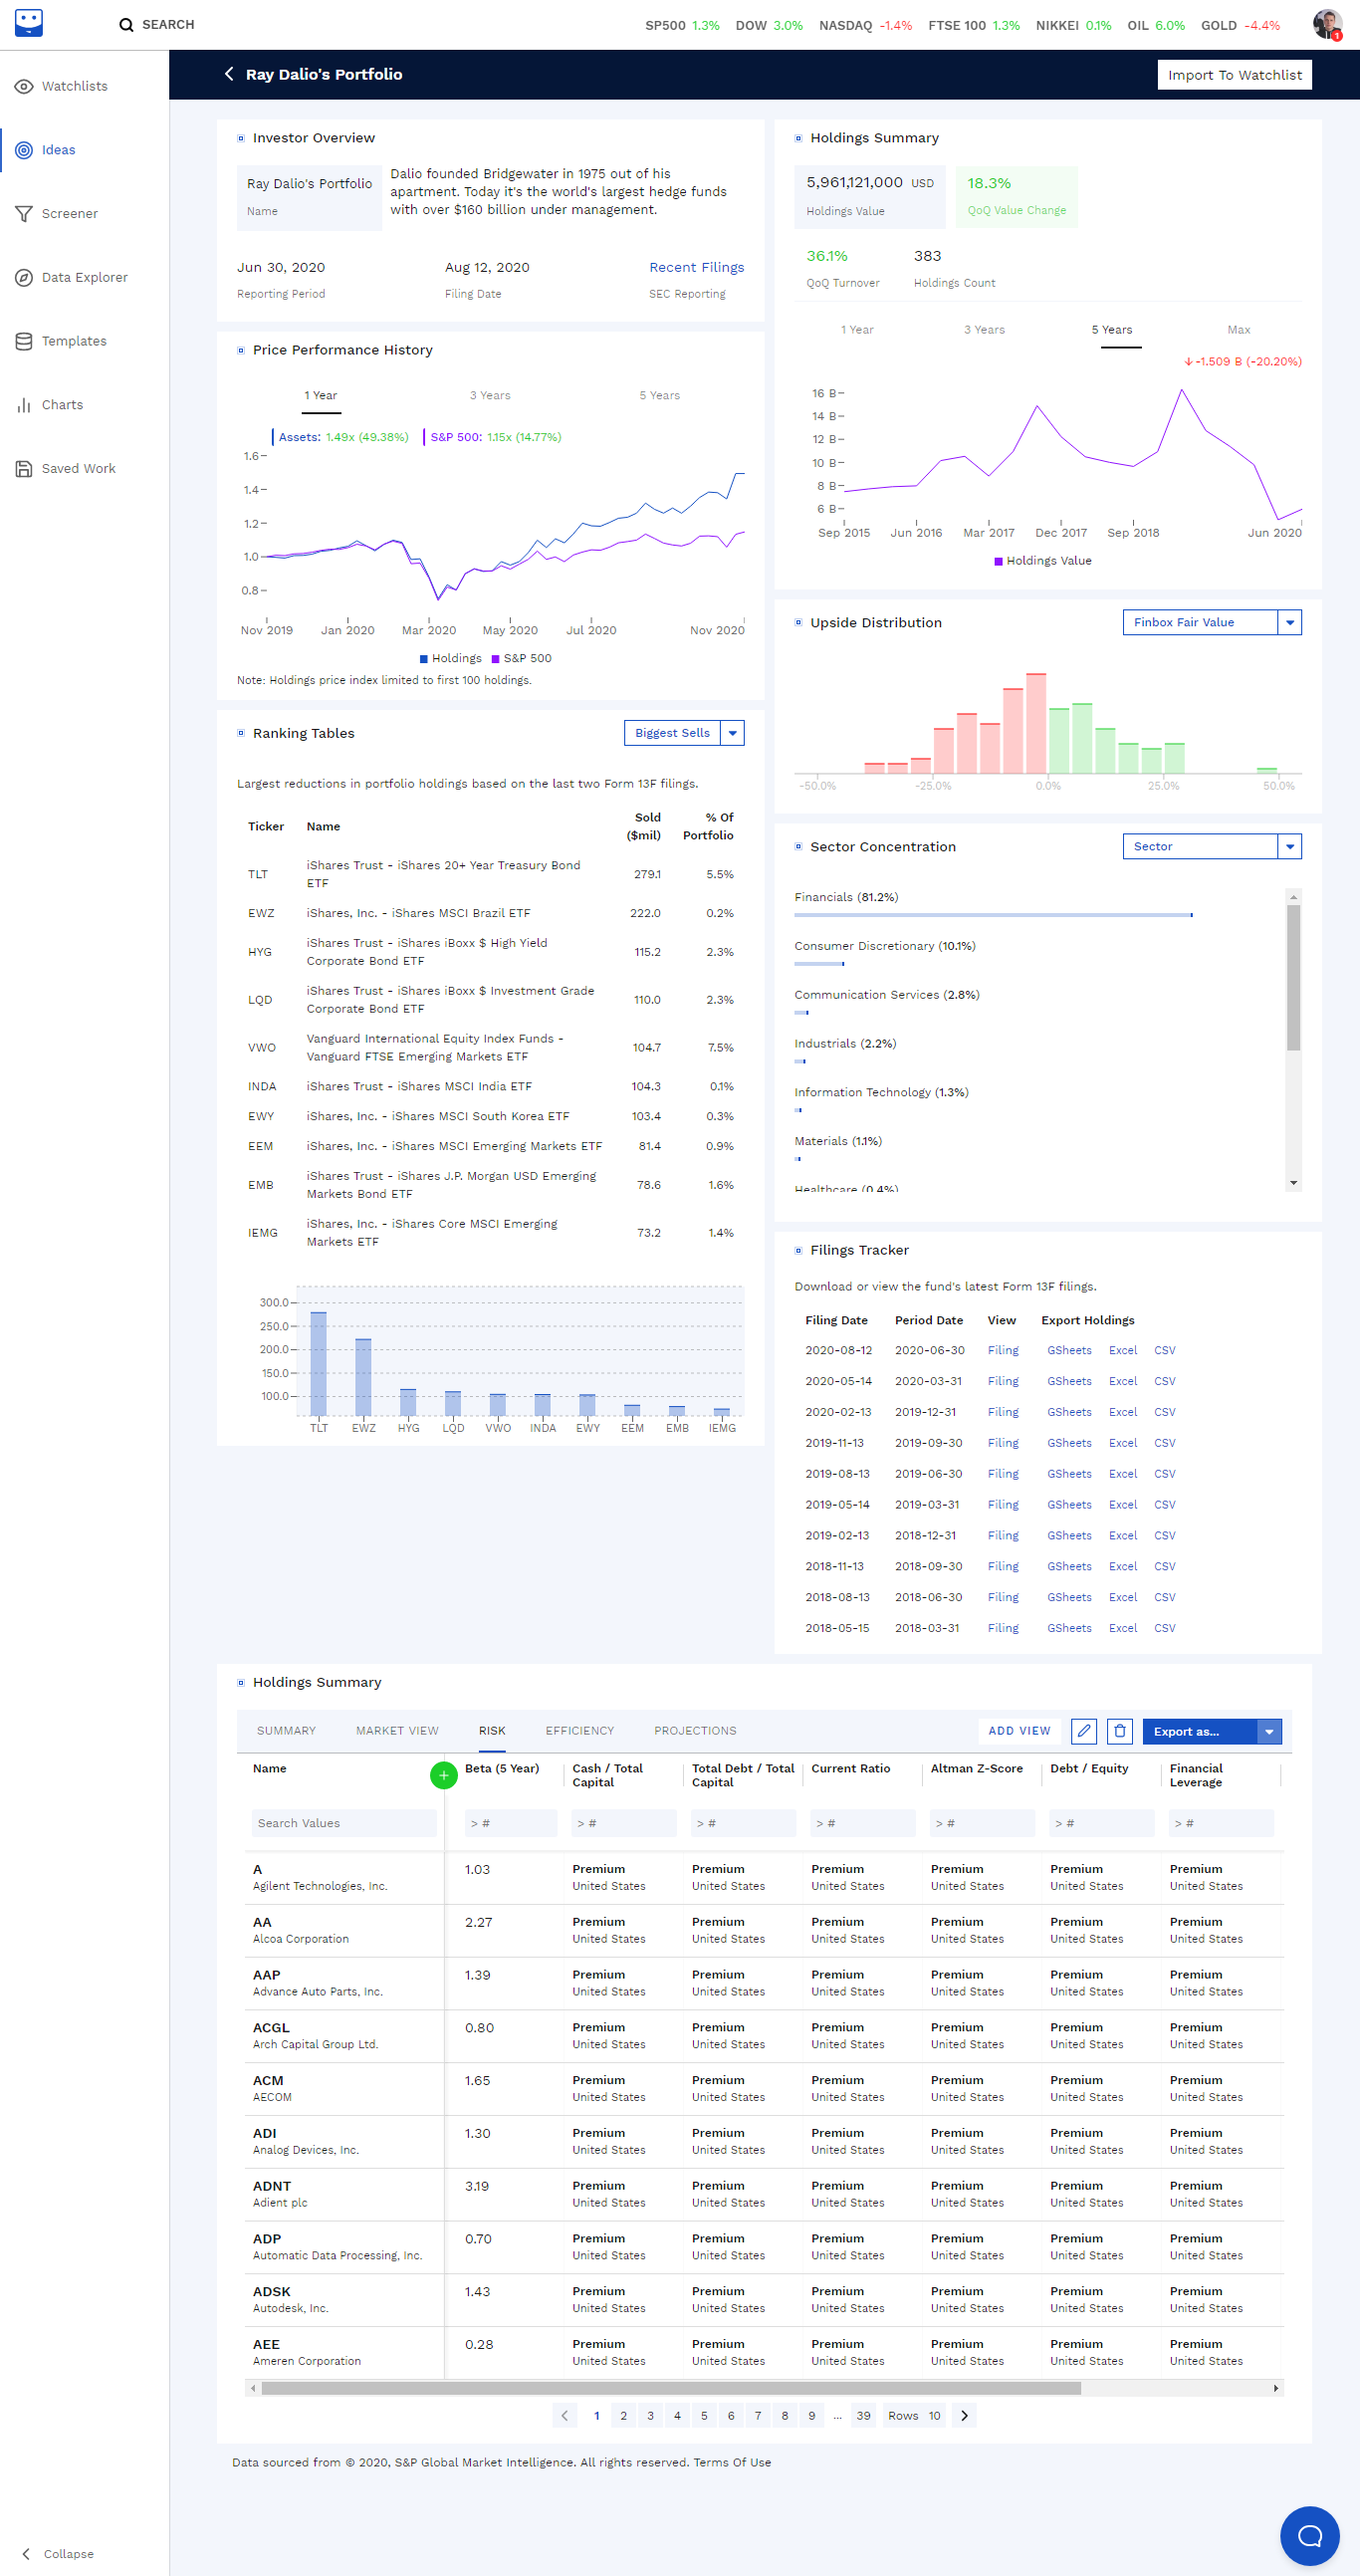 SEARCH
SP500 1.3% DOW 3.0% NASDAQ -1.4% FTSE 100 1.3% NIKKEI 0.1% OIL 6.0% GOLD -4.4%
1
Watchlists
Ideas
Screener
Data Explorer
Templates
Charts
Saved Work
Ray Dalio's Portfolio
Import To Watchlist
Investor Overview
Ray Dalio's Portfolio
Name
Dalio founded Bridgewater in 1975 out of his
apartment. Today it's the world's largest hedge funds
with over $160 billion under management.
Jun 30, 2020 Aug 12, 2020 Recent Filings
Reporting Period Filing Date SEC Reporting
Price Performance History
1 Year 3 Years 5 Years
Assets: 1.49x (49.38%) S&P 500: 1.15x (14.77%)
1.6
1.4
1.2
1.0
0.8
Nov 2019 Jan 2020 Mar 2020 May 2020 Jul 2020 Nov 2020
Holdings S&P 500
Note: Holdings price index limited to first 100 holdings.
Ranking Tables
Biggest Sells
Largest reductions in portfolio holdings based on the last two Form 13F filings.
Ticker Name Sold ($mil) % Of Portfolio
TLT iShares Trust - iShares 20+ Year Treasury Bond ETF 279.1 5.5%
EWZ iShares, Inc. - iShares MSCI Brazil ETF 222.0 0.2%
HYG iShares Trust - iShares iBoxx $ High Yield Corporate Bond ETF 115.2 2.3%
LQD iShares Trust - iShares iBoxx $ Investment Grade Corporate Bond ETF 110.0 2.3%
VWO Vanguard International Equity Index Funds - Vanguard FTSE Emerging Markets ETF 104.7 7.5%
INDA iShares Trust - iShares MSCI India ETF 104.3 0.1%
EWY iShares, Inc. - iShares MSCI South Korea ETF 103.4 0.3%
EEM iShares, Inc. - iShares MSCI Emerging Markets ETF 81.4 0.9%
EMB iShares Trust - iShares J.P. Morgan USD Emerging Markets Bond ETF 78.6 1.6%
IEMG iShares, Inc. - iShares Core MSCI Emerging Markets ETF 73.2 1.4%
300.0
250.0
200.0
150.0
100.0
TLT EWZ HYG LQD VWO INDA EWY EEM EMB IEMG
Holdings Summary
5,961,121,000 USD
Holdings Value
18.3%
QoQ Value Change
36.1% 383
QoQ Turnover Holdings Count
1 Year 3 Years 5 Years Max
↓-1.509 B (-20.20%)
16 B
14 B
12 B
10 B
8 B
6 B
Sep 2015 Jun 2016 Mar 2017 Dec 2017 Sep 2018 Jun 2020
Holdings Value
Upside Distribution
Finbox Fair Value
-50.0% -25.0% 0.0% 25.0% 50.0%
Sector Concentration
Sector
Financials (81.2%)
Consumer Discretionary (10.1%)
Communication Services (2.8%)
Industrials (2.2%)
Information Technology (1.3%)
Materials (1.1%)
Healthcare (0.4%)
Filings Tracker
Download or view the fund's latest Form 13F filings.
Filing Date Period Date View Export Holdings
2020-08-12 2020-06-30 Filing GSheets Excel CSV
2020-05-14 2020-03-31 Filing GSheets Excel CSV
2020-02-13 2019-12-31 Filing GSheets Excel CSV
2019-11-13 2019-09-30 Filing GSheets Excel CSV
2019-08-13 2019-06-30 Filing GSheets Excel CSV
2019-05-14 2019-03-31 Filing GSheets Excel CSV
2019-02-13 2018-12-31 Filing GSheets Excel CSV
2018-11-13 2018-09-30 Filing GSheets Excel CSV
2018-08-13 2018-06-30 Filing GSheets Excel CSV
2018-05-15 2018-03-31 Filing GSheets Excel CSV
Holdings Summary
SUMMARY MARKET VIEW RISK EFFICIENCY PROJECTIONS ADD VIEW Export as...
Name + Beta (5 Year) Cash / Total Capital Total Debt / Total Capital Current Ratio Altman Z-Score Debt / Equity Financial Leverage
Search Values > # > # > # > # > # > # > #
A 1.03 Premium Premium Premium Premium Premium Premium
Agilent Technologies, Inc. United States United States United States United States United States United States
AA 2.27 Premium Premium Premium Premium Premium Premium
Alcoa Corporation United States United States United States United States United States United States
AAP 1.39 Premium Premium Premium Premium Premium Premium
Advance Auto Parts, Inc. United States United States United States United States United States United States
ACGL 0.80 Premium Premium Premium Premium Premium Premium
Arch Capital Group Ltd. United States United States United States United States United States United States
ACM 1.65 Premium Premium Premium Premium Premium Premium
AECOM United States United States United States United States United States United States
ADI 1.30 Premium Premium Premium Premium Premium Premium
Analog Devices, Inc. United States United States United States United States United States United States
ADNT 3.19 Premium Premium Premium Premium Premium Premium
Adient plc United States United States United States United States United States United States
ADP 0.70 Premium Premium Premium Premium Premium Premium
Automatic Data Processing, Inc. United States United States United States United States United States United States
ADSK 1.43 Premium Premium Premium Premium Premium Premium
Autodesk, Inc. United States United States United States United States United States United States
AEE 0.28 Premium Premium Premium Premium Premium Premium
Ameren Corporation United States United States United States United States United States United States
1 2 3 4 5 6 7 8 9 ... 39 Rows 10
Data sourced from © 2020, S&P Global Market Intelligence. All rights reserved. Terms Of Use
Collapse